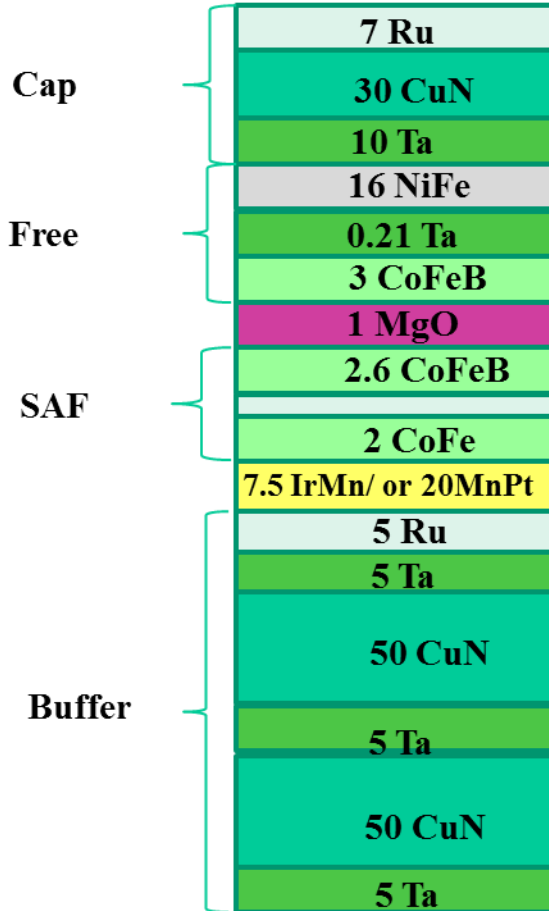 7 Ru
Cap
30 CuN
10 Ta
16 NiFe
Free
0.21 Ta
3 CoFeB
1 MgO
2.6 CoFeB
SAF
2 CoFe
7.5 IrMn/ or 20MnPt
5 Ru
5 Ta
50 CuN
Buffer
5 Ta
50 CuN
5 Ta